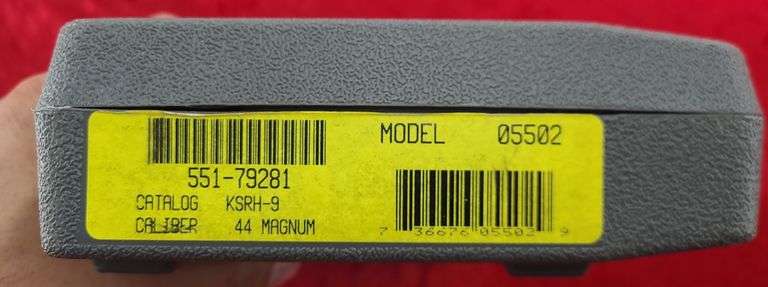 MODEL 05502
551-79281
CATALOG KSRH-9
CALIBER 44 MAGNUM
7 36676 05502 9